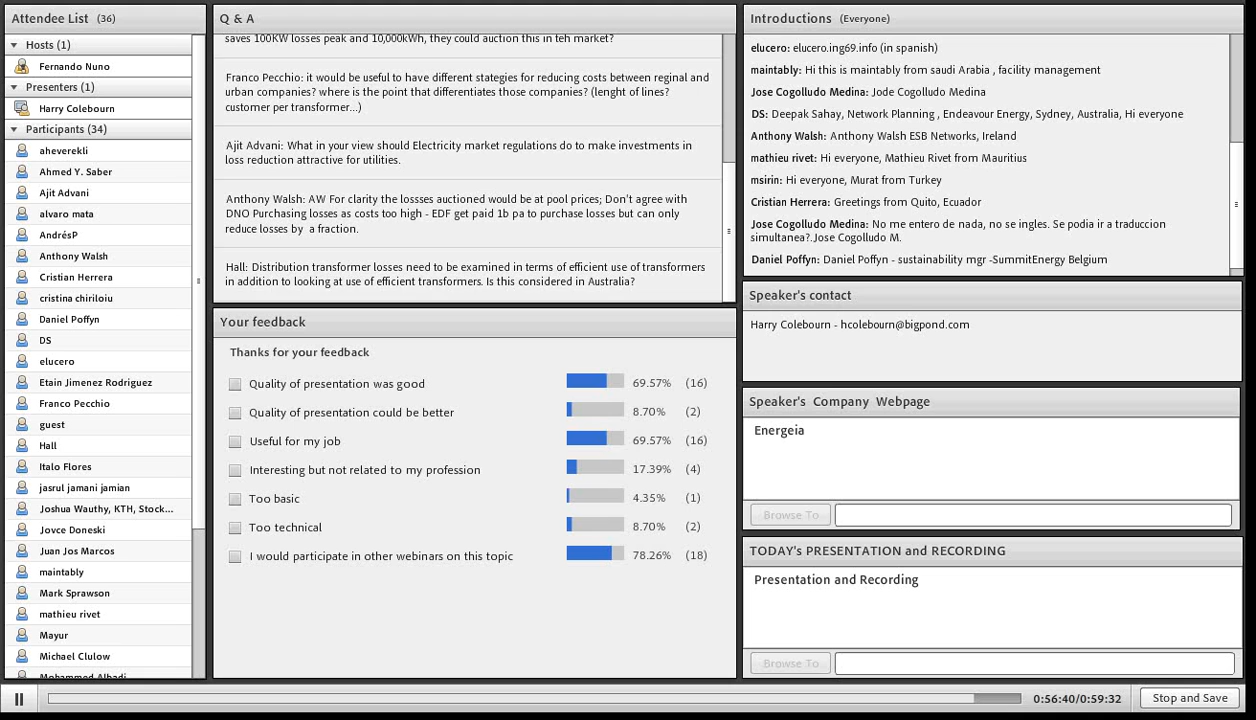 Attendee List (36)
Hosts (1)
Fernando Nuno
Presenters (1)
Harry Colebourn
Participants (34)
aheverekli
Ahmed Y. Saber
Ajit Advani
alvaro mata
AndrésP
Anthony Walsh
Cristian Herrera
cristina chiriloiu
Daniel Poffyn
DS
elucero
Etain Jimenez Rodriguez
Franco Pecchio
guest
Hall
Italo Flores
jasrul jamani jamian
Joshua Wauthy, KTH, Stock...
Joyce Doneski
Juan Jos Marcos
maintably
Mark Sprawson
mathieu rivet
Mayur
Michael Clulow
Mohammed Albadi
Q & A
saves 100KW losses peak and 10,000kWh, they could auction this in teh market?
Franco Pecchio: it would be useful to have different stategies for reducing costs between reginal and
urban companies? where is the point that differentiates those companies? (lenght of lines?
customer per transformer...)
Ajit Advani: What in your view should Electricity market regulations do to make investments in
loss reduction attractive for utilities.
Anthony Walsh: AW For clarity the lossses auctioned would be at pool prices; Don't agree with
DNO Purchasing losses as costs too high - EDF get paid 1b pa to purchase losses but can only
reduce losses by a fraction.
Hall: Distribution transformer losses need to be examined in terms of efficient use of transformers
in addition to looking at use of efficient transformers. Is this considered in Australia?
Your feedback
Thanks for your feedback
Quality of presentation was good 69.57% (16)
Quality of presentation could be better 8.70% (2)
Useful for my job 69.57% (16)
Interesting but not related to my profession 17.39% (4)
Too basic 4.35% (1)
Too technical 8.70% (2)
I would participate in other webinars on this topic 78.26% (18)
Introductions (Everyone)
elucero: elucero.ing69.info (in spanish)
maintably: Hi this is maintably from saudi Arabia , facility management
Jose Cogolludo Medina: Jode Cogolludo Medina
DS: Deepak Sahay, Network Planning , Endeavour Energy, Sydney, Australia, Hi everyone
Anthony Walsh: Anthony Walsh ESB Networks, Ireland
mathieu rivet: Hi everyone, Mathieu Rivet from Mauritius
msirin: Hi everyone, Murat from Turkey
Cristian Herrera: Greetings from Quito, Ecuador
Jose Cogolludo Medina: No me entero de nada, no se ingles. Se podia ir a traduccion
simultanea?.Jose Cogolludo M.
Daniel Poffyn: Daniel Poffyn - sustainability mgr -SummitEnergy Belgium
Speaker's contact
Harry Colebourn - hcolebourn@bigpond.com
Speaker's Company Webpage
Energeia
Browse To
TODAY's PRESENTATION and RECORDING
Presentation and Recording
Browse To
0:56:40/0:59:32
Stop and Save